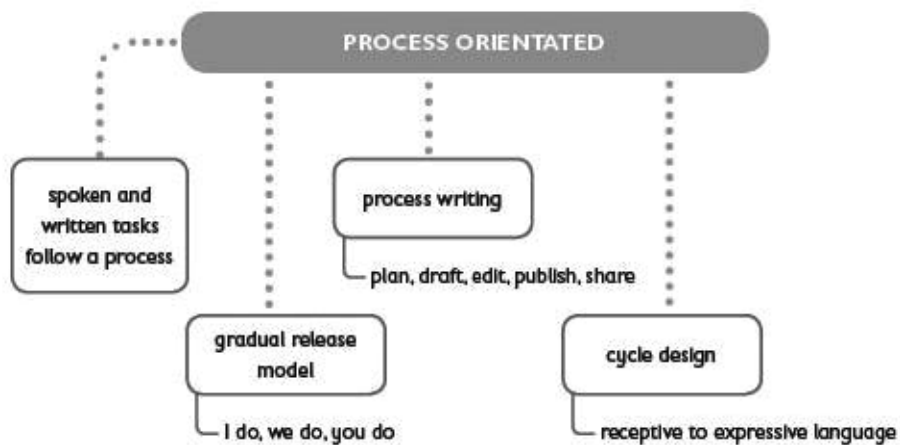 PROCESS ORIENTATED
spoken and
written tasks
follow a process
process writing
plan, draft, edit, publish, share
gradual release
model
I do, we do, you do
cycle design
receptive to expressive language